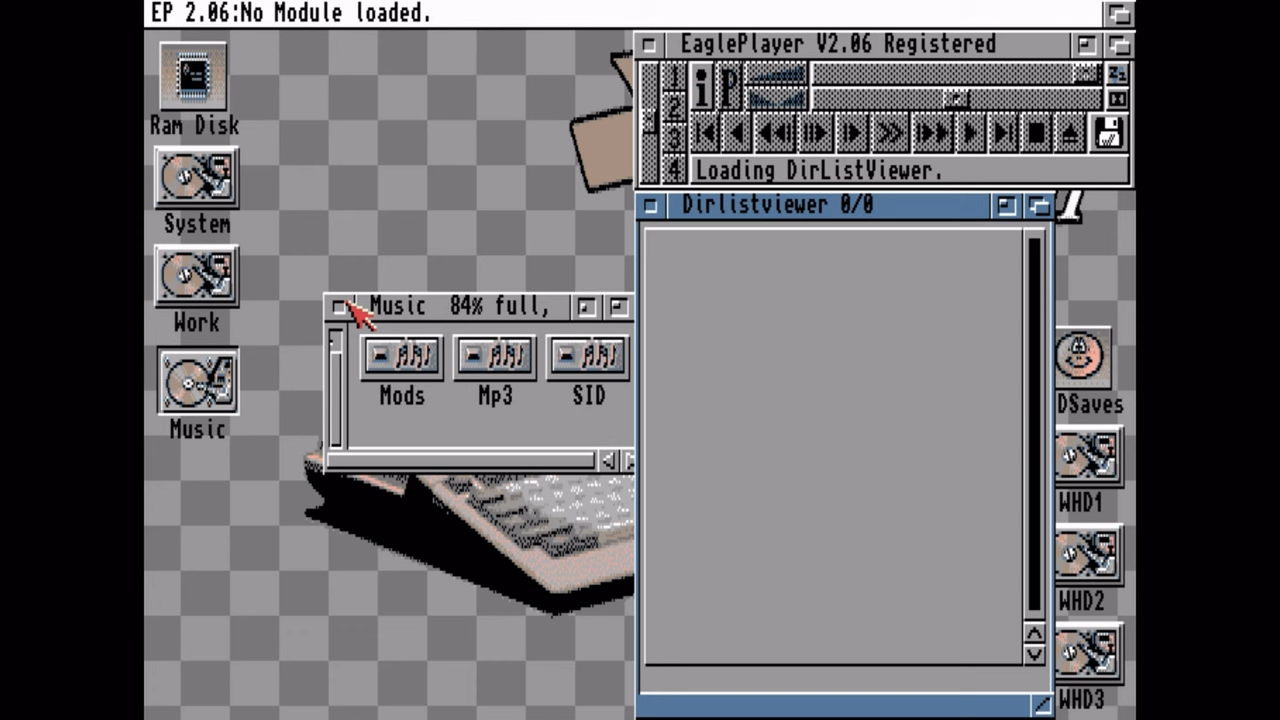 EP 2.06:No Module loaded.
EaglePlayer V2.06 Registered
1
2
3
4
i
P
Loading DirListViewer.
Dirlistviewer 0/0
Ram Disk
System
Work
Music
Music 84% full,
Mods
Mp3
SID
DSaves
WHD1
WHD2
WHD3